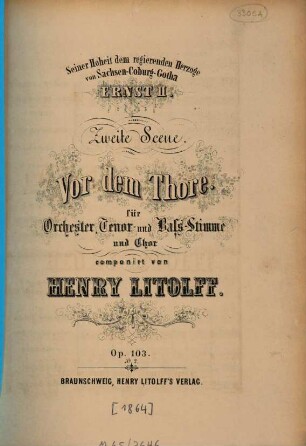 Seiner Hoheit dem regierenden Herzoge
von Sachsen-Coburg-Gotha
ERNST II.
Zweite Scene.
Vor dem Thore.
für
Orchester, Tenor- und Baſs-Stimme
und Chor
componirt von
HENRY LITOLFF.
Op. 103.
BRAUNSCHWEIG, HENRY LITOLFF'S VERLAG.
[1864]